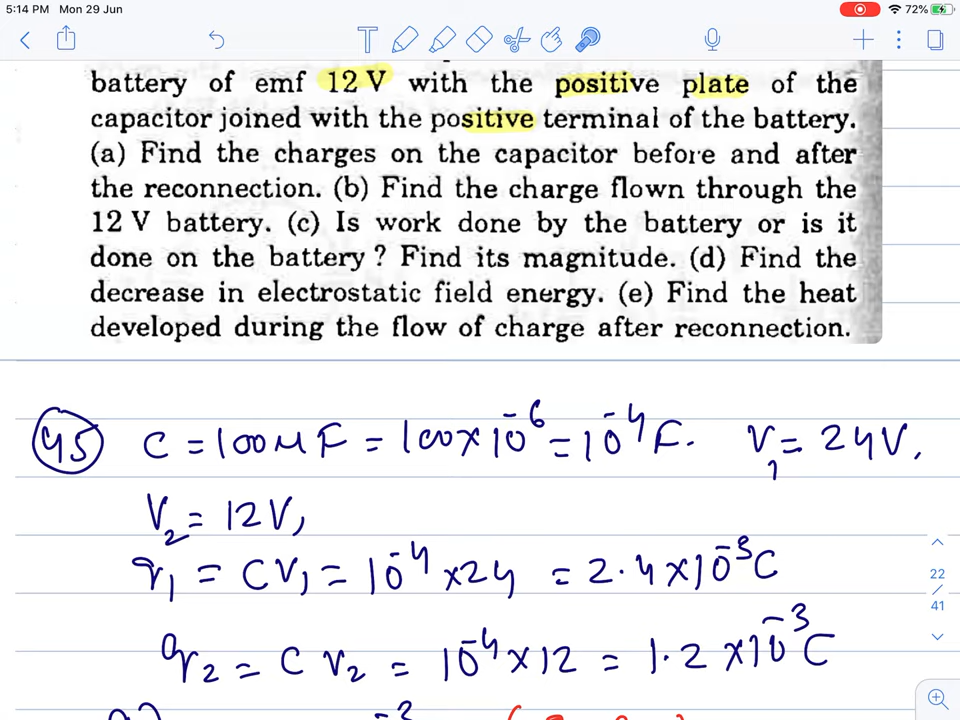 5:14 PM Mon 29 Jun
72%
T
battery of emf 12 V with the positive plate of the
capacitor joined with the positive terminal of the battery.
(a) Find the charges on the capacitor before and after
the reconnection. (b) Find the charge flown through the
12 V battery. (c) Is work done by the battery or is it
done on the battery ? Find its magnitude. (d) Find the
decrease in electrostatic field energy. (e) Find the heat
developed during the flow of charge after reconnection.
45 C = 100 μF = 100 × 10⁻⁶ = 10⁻⁴ F. V₁ = 24V,
V₂ = 12V,
q₁ = CV₁ = 10⁻⁴ × 24 = 2.4 × 10⁻³ C
q₂ = C V₂ = 10⁻⁴ × 12 = 1.2 × 10⁻³ C
22
/
41